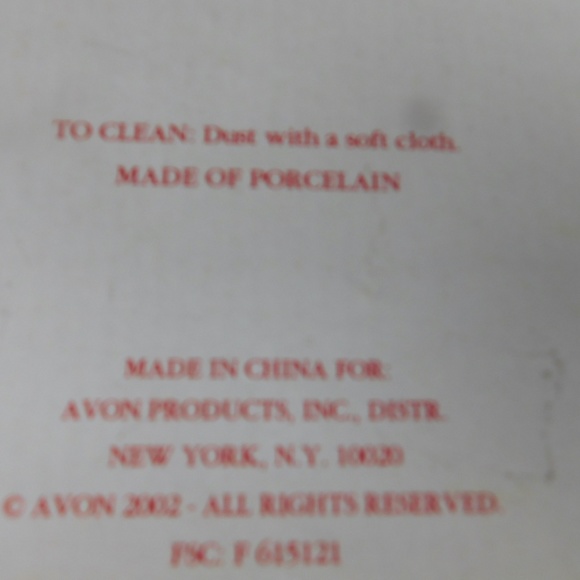 TO CLEAN: Dust with a soft cloth.
MADE OF PORCELAIN
MADE IN CHINA FOR:
AVON PRODUCTS, INC., DISTR.
NEW YORK, N.Y. 10020
© AVON 2002 - ALL RIGHTS RESERVED.
FSC: F 615121